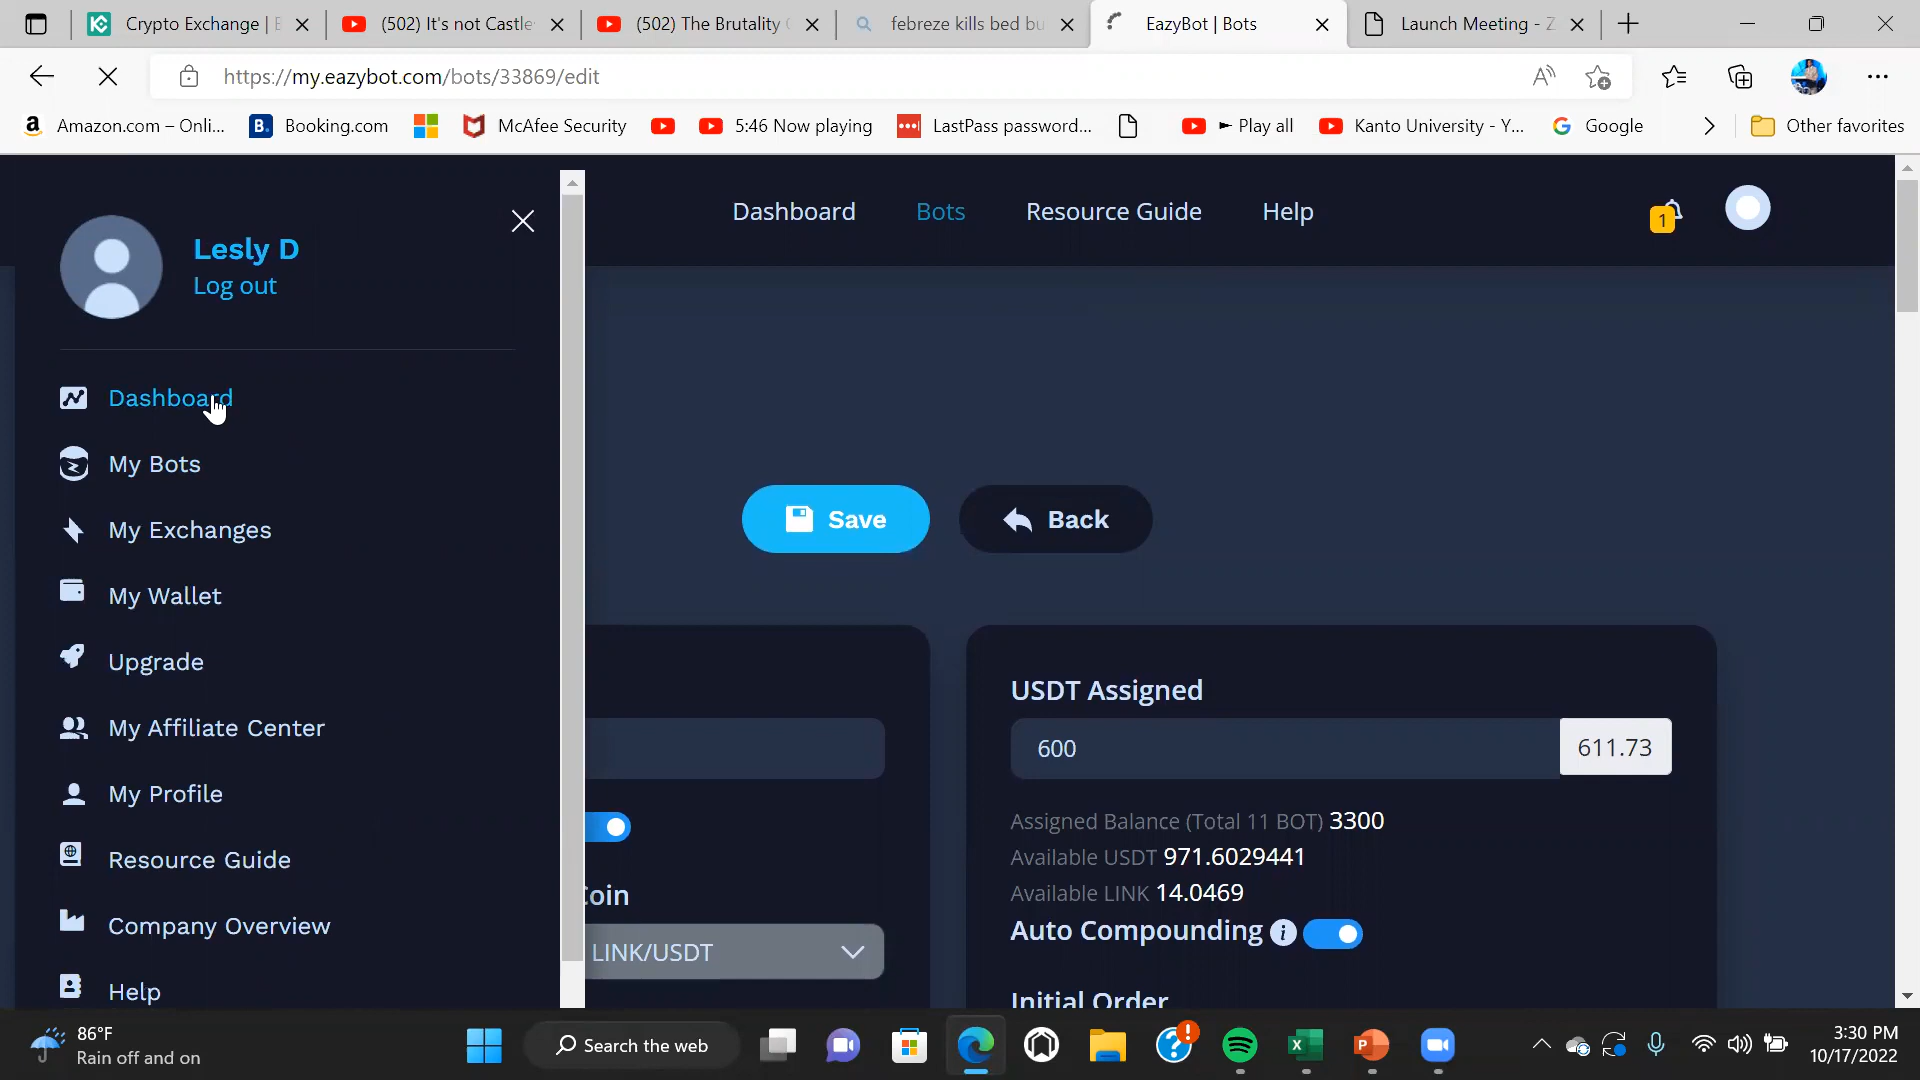 Crypto Exchange | B
(502) It's not Castle
(502) The Brutality
febreze kills bed bu
EazyBot | Bots
Launch Meeting - Z
https://my.eazybot.com/bots/33869/edit
Amazon.com – Onli...
Booking.com
McAfee Security
5:46 Now playing
LastPass password...
► Play all
Kanto University - Y...
Google
Other favorites
Lesly D
Log out
Dashboard
Bots
Resource Guide
Help
1
Dashboard
My Bots
My Exchanges
My Wallet
Upgrade
My Affiliate Center
My Profile
Resource Guide
Company Overview
Help
Save
Back
USDT Assigned
600
611.73
Assigned Balance (Total 11 BOT) 3300
Available USDT 971.6029441
Available LINK 14.0469
Auto Compounding
Coin
LINK/USDT
Initial Order
86°F
Rain off and on
Search the web
3:30 PM
10/17/2022